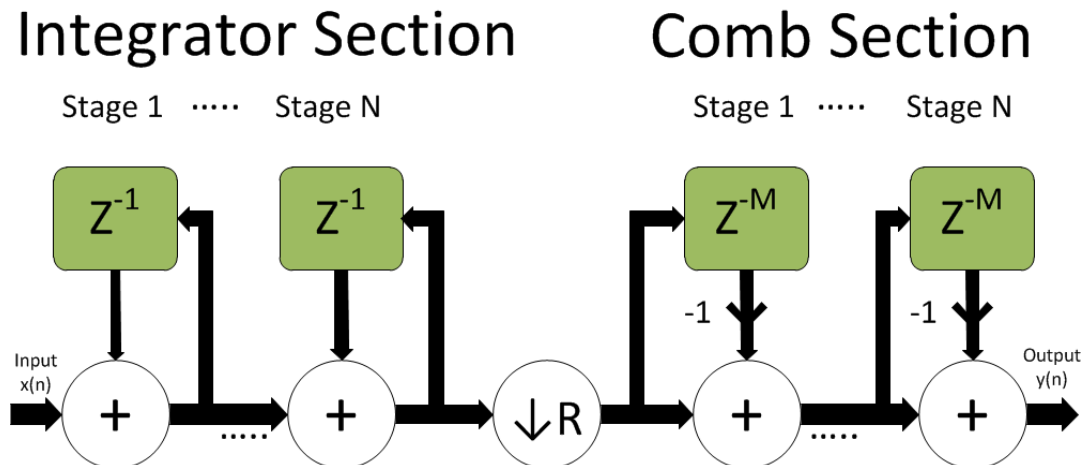 Integrator Section Comb Section
Stage 1 ..... Stage N Stage 1 ..... Stage N
Z⁻¹ Z⁻¹ Z⁻ᴹ Z⁻ᴹ
-1 -1
Input
x(n)
+ + ↓R + +
Output
y(n)
..... .....